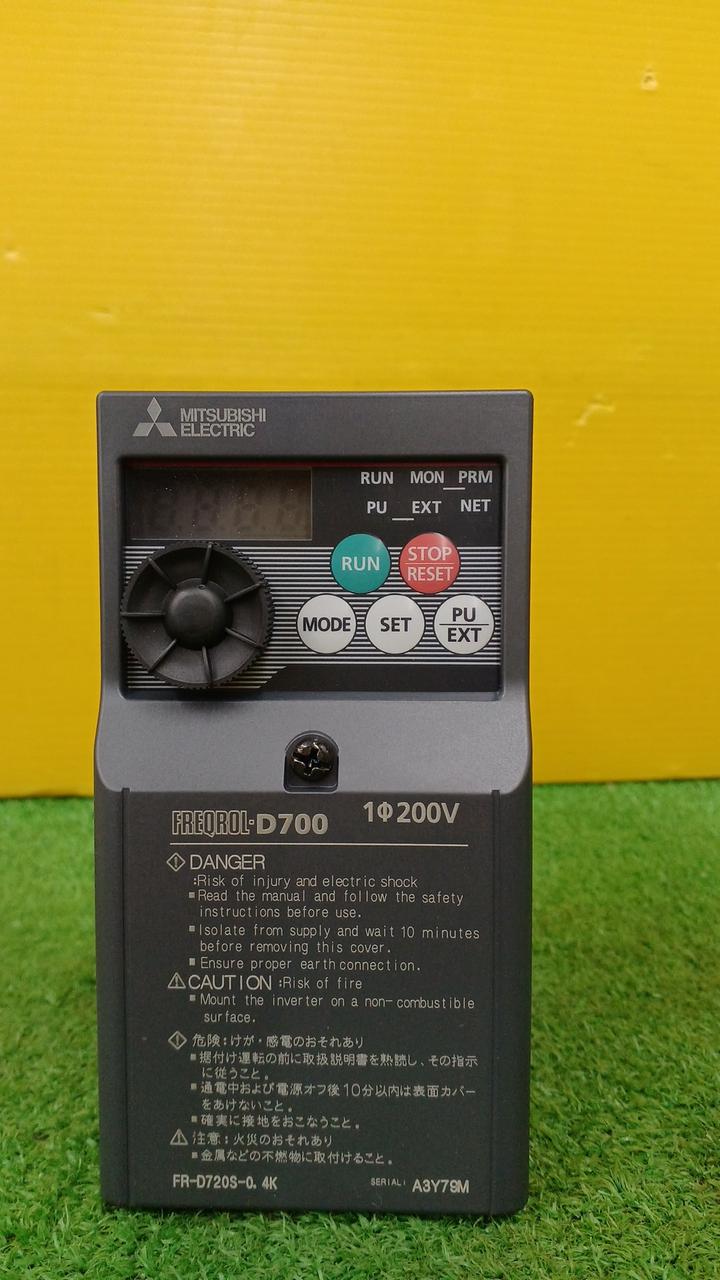 MITSUBISHI
ELECTRIC
RUN MON PRM
PU EXT NET
RUN
STOP
RESET
MODE
SET
PU
EXT
FREQROL-D700 1Φ200V
DANGER
:Risk of injury and electric shock
■Read the manual and follow the safety
instructions before use.
■Isolate from supply and wait 10 minutes
before removing this cover.
■Ensure proper earth connection.
CAUTION :Risk of fire
■Mount the inverter on a non-combustible
surface.
危険:けが・感電のおそれあり
■据付け運転の前に取扱説明書を熟読し、その指示
に従うこと。
■通電中および電源オフ後10分以内は表面カバー
をあけないこと。
■確実に接地をおこなうこと。
注意:火災のおそれあり
■金属などの不燃物に取付けること。
FR-D720S-0.4K SERIAL: A3Y79M